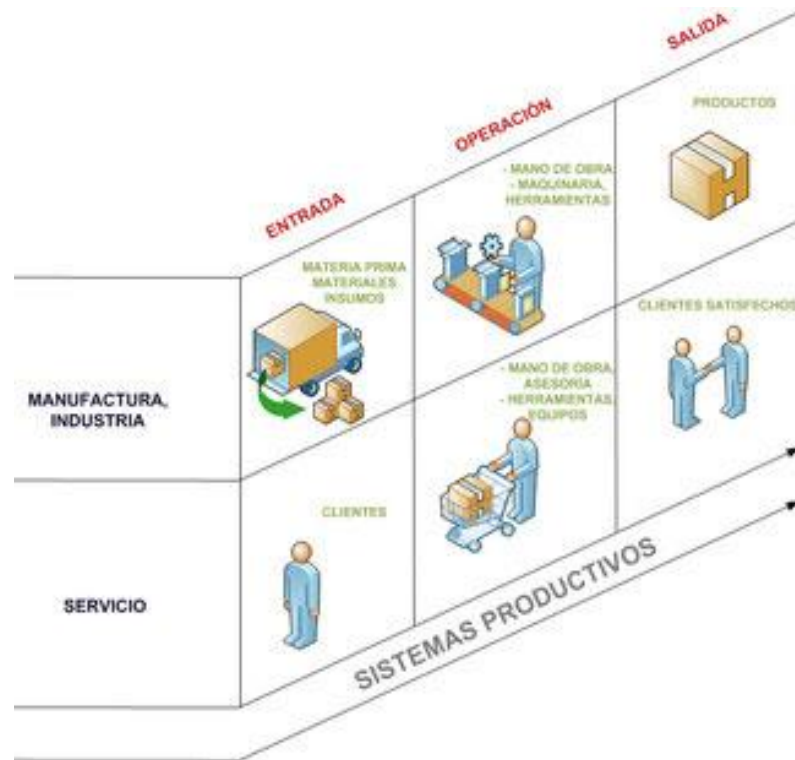 SALIDA
PRODUCTOS
OPERACIÓN
- MANO DE OBRA
- MAQUINARIA,
HERRAMIENTAS
ENTRADA
MATERIA PRIMA
MATERIALES
INSUMOS
CLIENTES SATISFECHOS
MANUFACTURA,
INDUSTRIA
- MANO DE OBRA,
ASESORÍA
- HERRAMIENTAS,
EQUIPOS
CLIENTES
SERVICIO
SISTEMAS PRODUCTIVOS